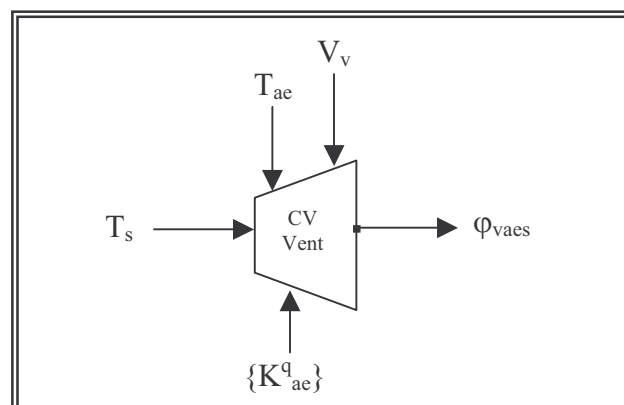 V_v
T_ae
T_s
CV
Vent
φ_vaes
{K^q_ae}